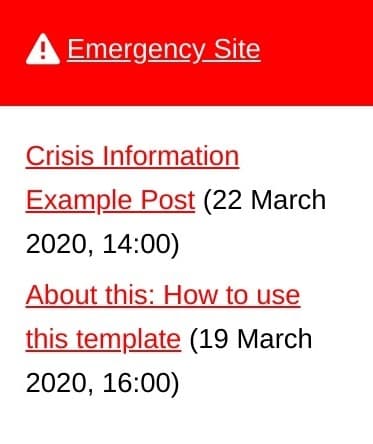 Emergency Site
Crisis Information
Example Post (22 March
2020, 14:00)
About this: How to use
this template (19 March
2020, 16:00)